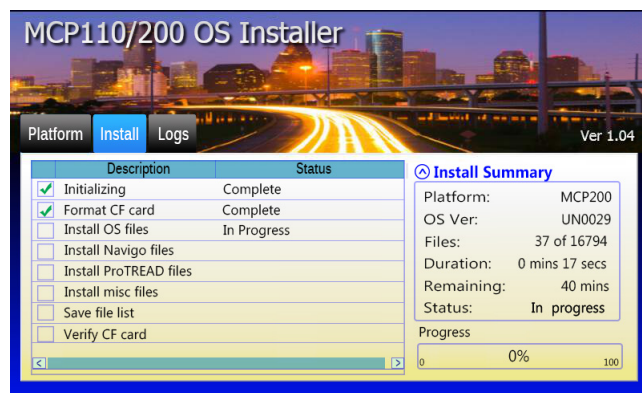 MCP110/200 OS Installer
Platform Install Logs
Ver 1.04
Description Status
Initializing Complete
Format CF card Complete
Install OS files In Progress
Install Navigo files
Install ProTREAD files
Install misc files
Save file list
Verify CF card
Install Summary
Platform: MCP200
OS Ver: UN0029
Files: 37 of 16794
Duration: 0 mins 17 secs
Remaining: 40 mins
Status: In progress
Progress
0 0% 100